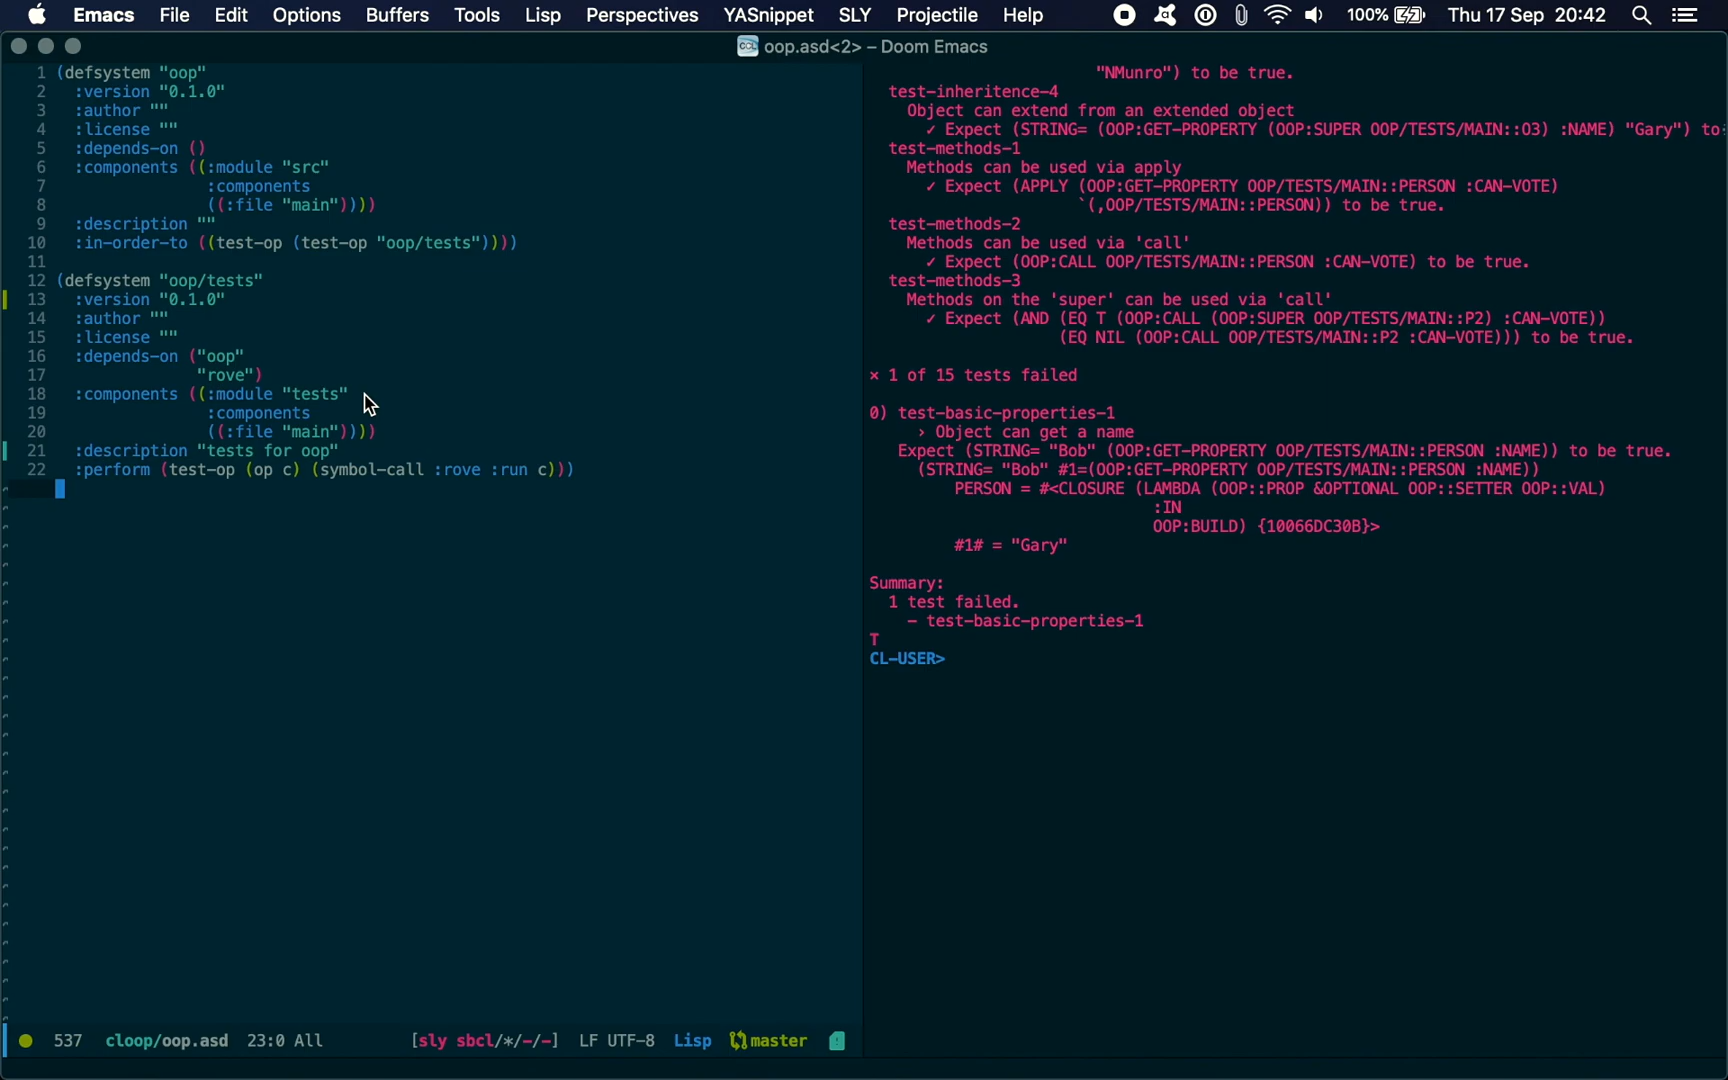 Emacs File Edit Options Buffers Tools Lisp Perspectives YASnippet SLY Projectile Help 100% Thu 17 Sep 20:42
oop.asd<2> – Doom Emacs
1 (defsystem "oop"
2 :version "0.1.0"
3 :author ""
4 :license ""
5 :depends-on ()
6 :components ((:module "src"
7 :components
8 ((:file "main"))))
9 :description ""
10 :in-order-to ((test-op (test-op "oop/tests"))))
11
12 (defsystem "oop/tests"
13 :version "0.1.0"
14 :author ""
15 :license ""
16 :depends-on ("oop"
17 "rove")
18 :components ((:module "tests"
19 :components
20 ((:file "main"))))
21 :description "tests for oop"
22 :perform (test-op (op c) (symbol-call :rove :run c)))
537 cloop/oop.asd 23:0 All [sly sbcl/*/-/-] LF UTF-8 Lisp master
"NMunro") to be true.
test-inheritence-4
Object can extend from an extended object
✓ Expect (STRING= (OOP:GET-PROPERTY (OOP:SUPER OOP/TESTS/MAIN::O3) :NAME) "Gary") to
test-methods-1
Methods can be used via apply
✓ Expect (APPLY (OOP:GET-PROPERTY OOP/TESTS/MAIN::PERSON :CAN-VOTE)
`(,OOP/TESTS/MAIN::PERSON)) to be true.
test-methods-2
Methods can be used via 'call'
✓ Expect (OOP:CALL OOP/TESTS/MAIN::PERSON :CAN-VOTE) to be true.
test-methods-3
Methods on the 'super' can be used via 'call'
✓ Expect (AND (EQ T (OOP:CALL (OOP:SUPER OOP/TESTS/MAIN::P2) :CAN-VOTE))
(EQ NIL (OOP:CALL OOP/TESTS/MAIN::P2 :CAN-VOTE))) to be true.
× 1 of 15 tests failed
0) test-basic-properties-1
› Object can get a name
Expect (STRING= "Bob" (OOP:GET-PROPERTY OOP/TESTS/MAIN::PERSON :NAME)) to be true.
(STRING= "Bob" #1=(OOP:GET-PROPERTY OOP/TESTS/MAIN::PERSON :NAME))
PERSON = #<CLOSURE (LAMBDA (OOP::PROP &OPTIONAL OOP::SETTER OOP::VAL)
:IN
OOP:BUILD) {10066DC30B}>
#1# = "Gary"
Summary:
1 test failed.
- test-basic-properties-1
T
CL-USER>